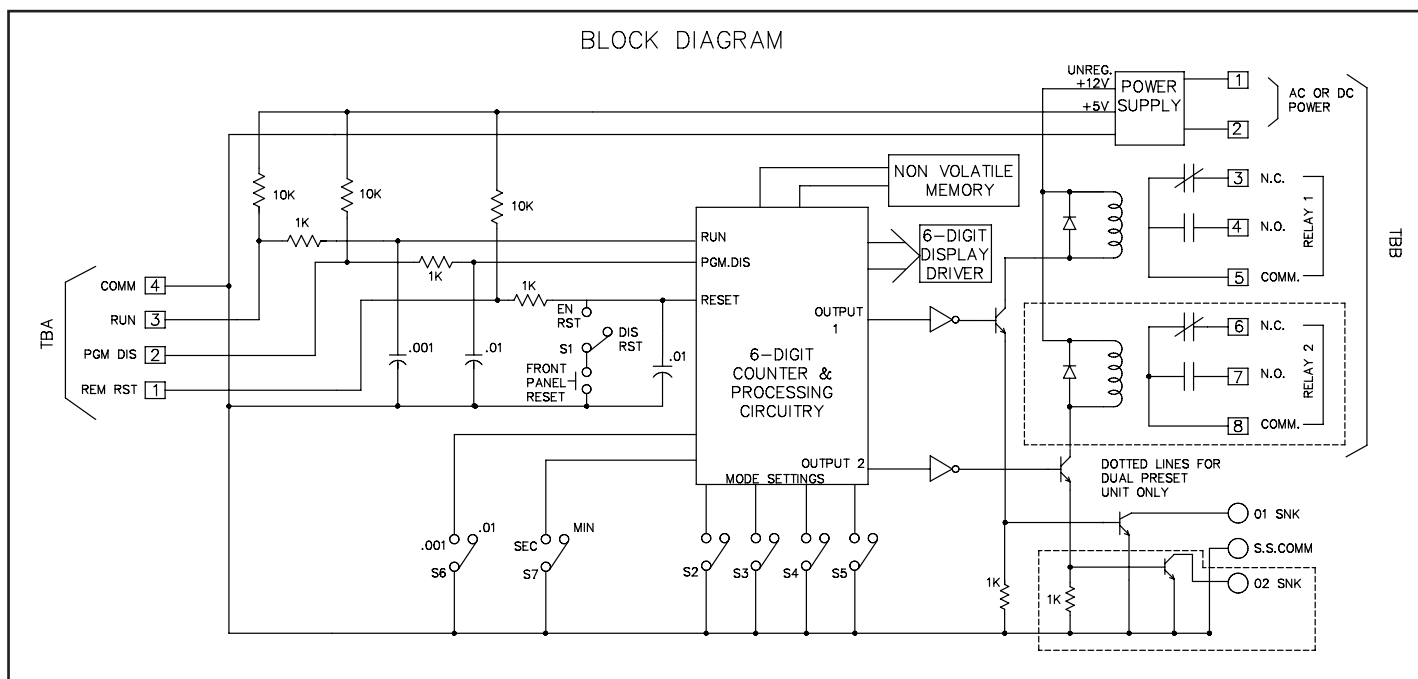 BLOCK DIAGRAM
UNREG.
+12V
+5V
POWER
SUPPLY
1
2
AC OR DC
POWER
10K
10K
10K
1K
1K
1K
NON VOLATILE
MEMORY
6-DIGIT
DISPLAY
DRIVER
3
N.C.
4
N.O.
5
COMM.
RELAY 1
TBB
TBA
COMM
4
RUN
3
PGM DIS
2
REM RST
1
RUN
PGM.DIS
RESET
OUTPUT
1
6-DIGIT
COUNTER &
PROCESSING
CIRCUITRY
OUTPUT 2
MODE SETTINGS
.001
.01
EN
RST
DIS
RST
S1
FRONT
PANEL
RESET
.01
6
N.C.
7
N.O.
8
COMM.
RELAY 2
DOTTED LINES FOR
DUAL PRESET
UNIT ONLY
.001
.01
S6
SEC
MIN
S7
S2
S3
S4
S5
1K
1K
O1 SNK
S.S.COMM
O2 SNK